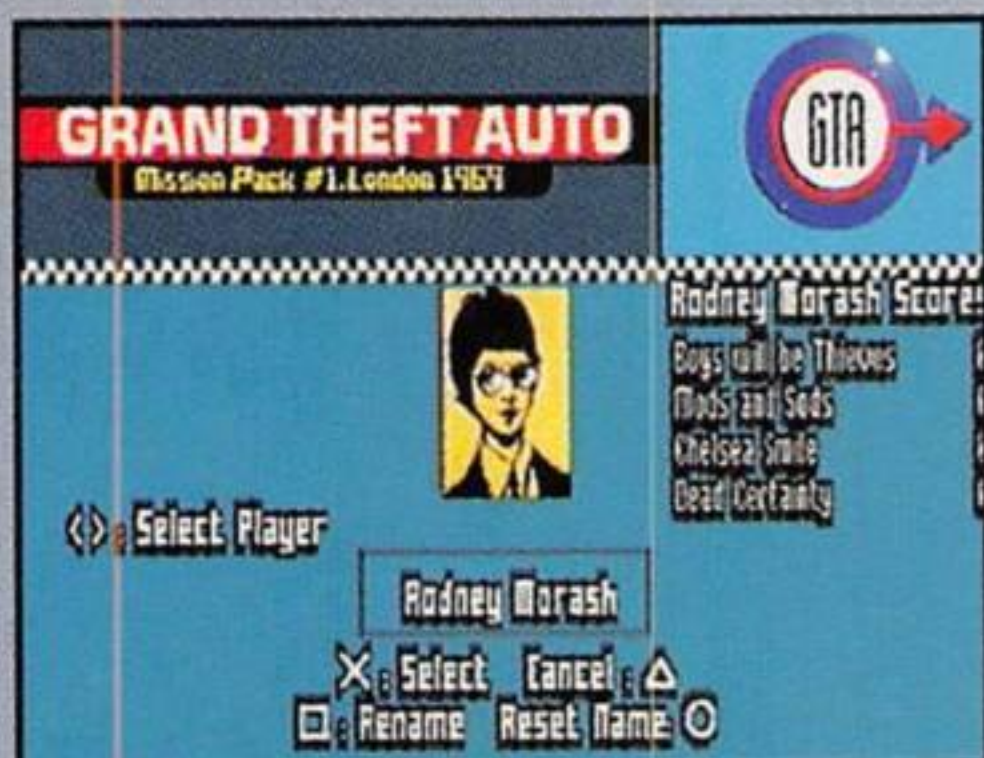 GRAND THEFT AUTO
Mission Pack #1. London 1969
GTA
Rodney Morash Score
Boys will be Thieves
Mods and Sods
Chelsea Smile
Dead Certainty
<> : Select Player
Rodney Morash
X : Select Cancel : △
□ : Rename Reset Name ○